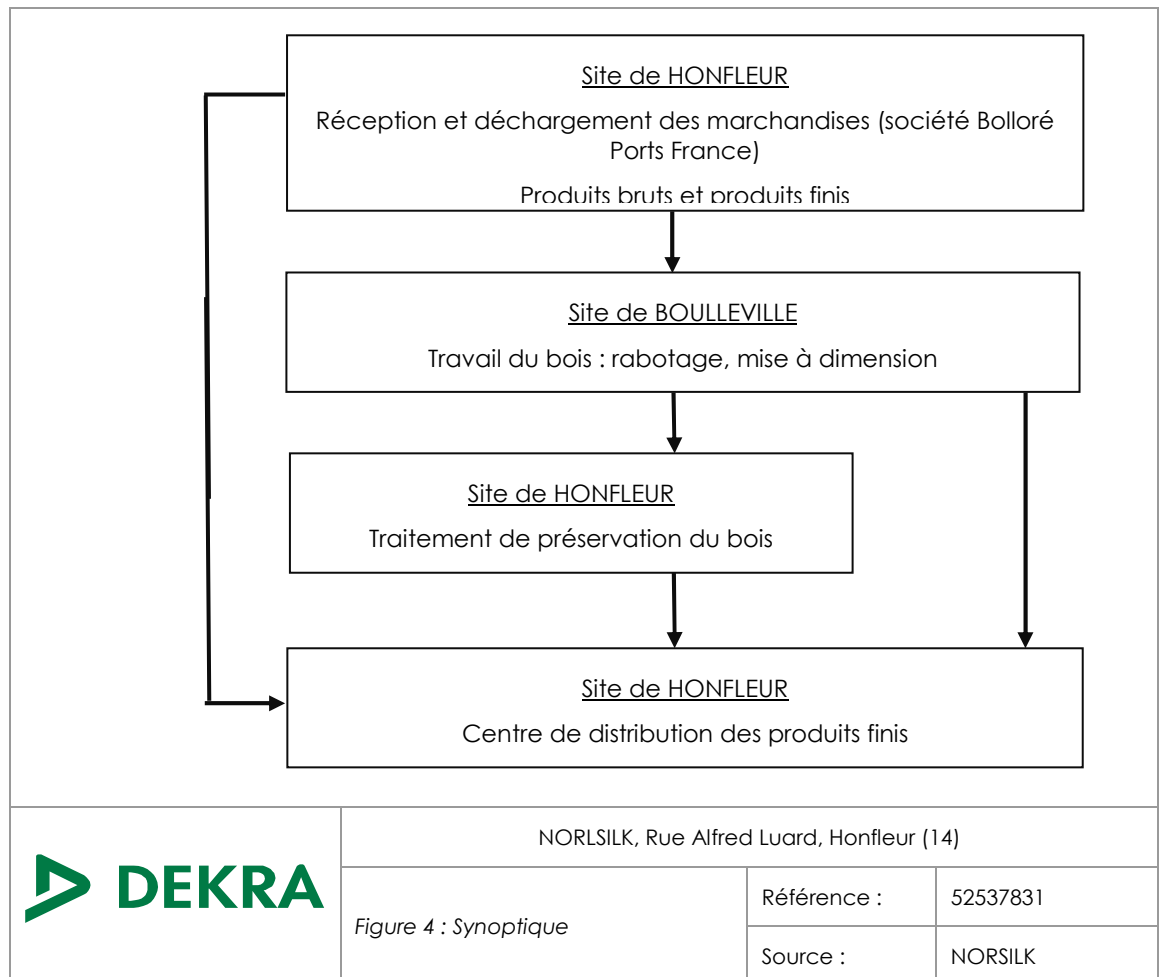 Site de HONFLEUR
Réception et déchargement des marchandises (société Bolloré
Ports France)
Produits bruts et produits finis
Site de BOULLEVILLE
Travail du bois : rabotage, mise à dimension
Site de HONFLEUR
Traitement de préservation du bois
Site de HONFLEUR
Centre de distribution des produits finis
DEKRA
NORLSILK, Rue Alfred Luard, Honfleur (14)
Figure 4 : Synoptique
Référence :
52537831
Source :
NORSILK